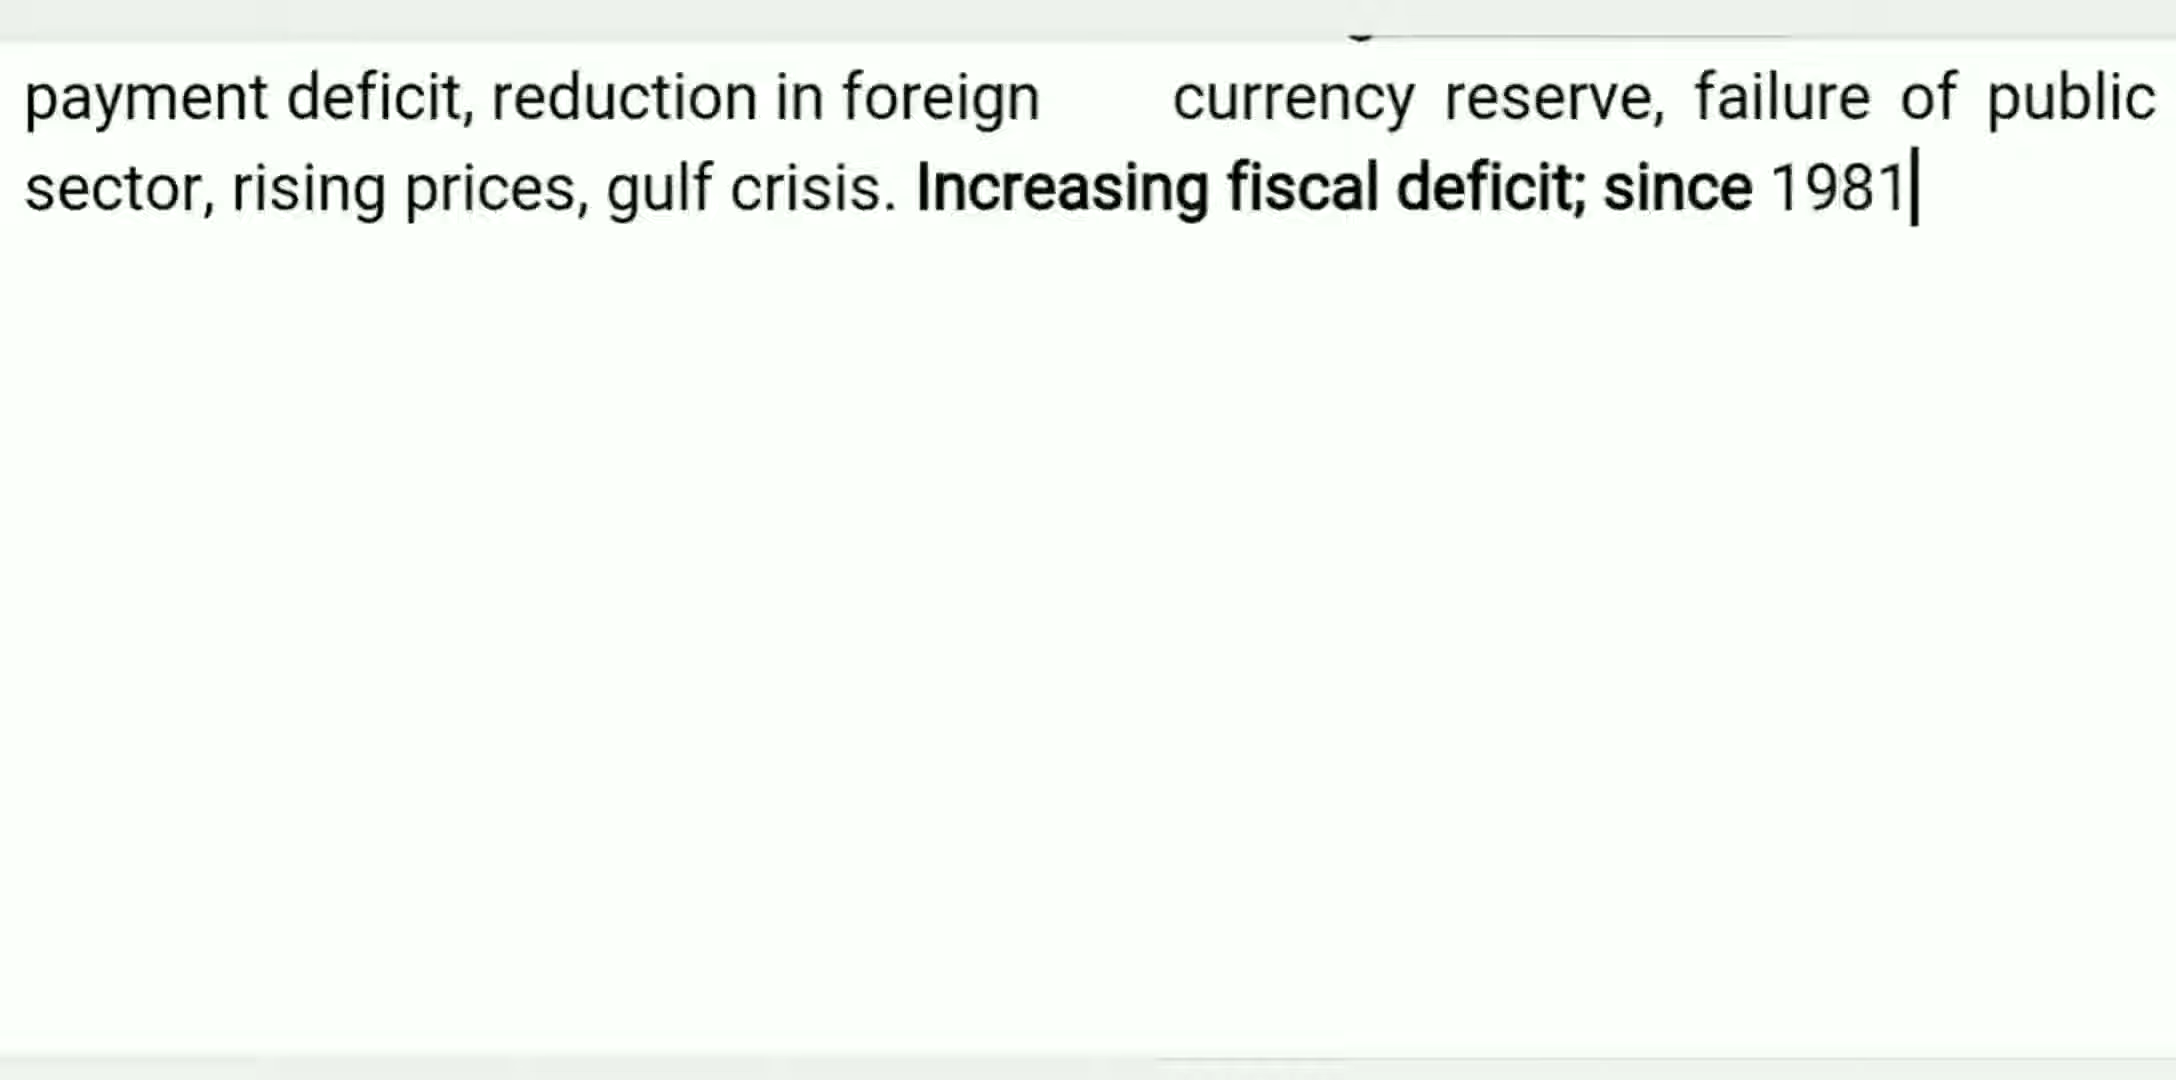 payment deficit, reduction in foreign currency reserve, failure of public
sector, rising prices, gulf crisis. Increasing fiscal deficit; since 1981